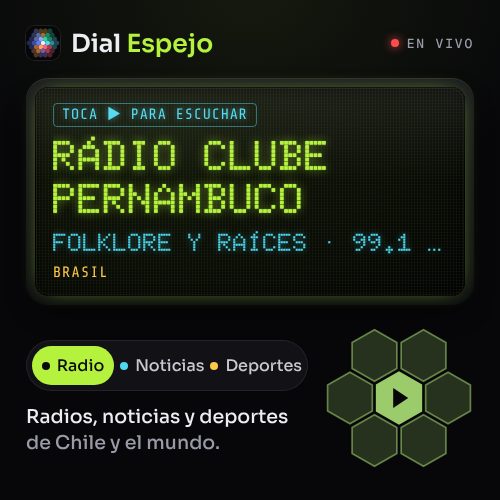 Dial Espejo
EN VIVO
TOCA ▶ PARA ESCUCHAR
RÁDIO CLUBE
PERNAMBUCO
FOLKLORE Y RAÍCES · 99.1 …
BRASIL
Radio Noticias Deportes
Radios, noticias y deportes
de Chile y el mundo.